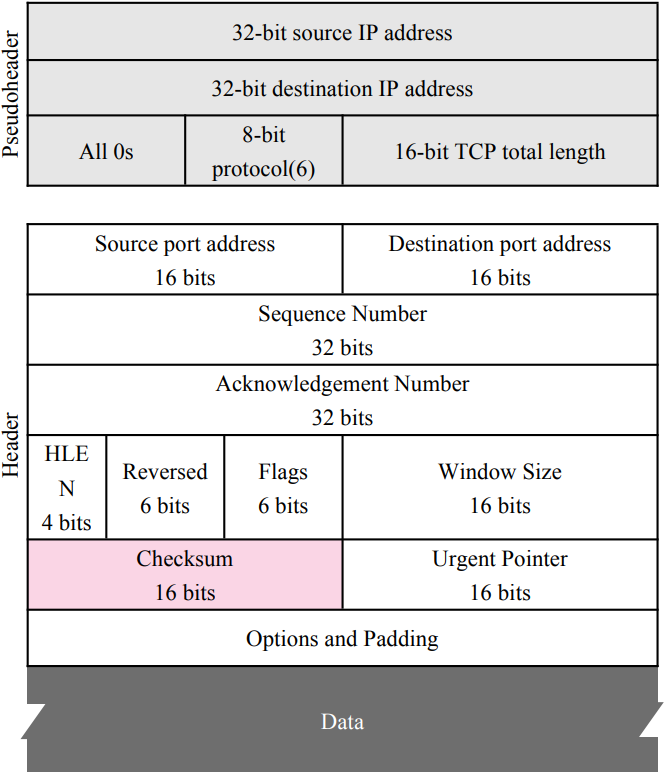 Pseudoheader
32-bit source IP address
32-bit destination IP address
All 0s
8-bit
protocol(6)
16-bit TCP total length
Header
Source port address
16 bits
Destination port address
16 bits
Sequence Number
32 bits
Acknowledgement Number
32 bits
HLE
N
4 bits
Reversed
6 bits
Flags
6 bits
Window Size
16 bits
Checksum
16 bits
Urgent Pointer
16 bits
Options and Padding
Data